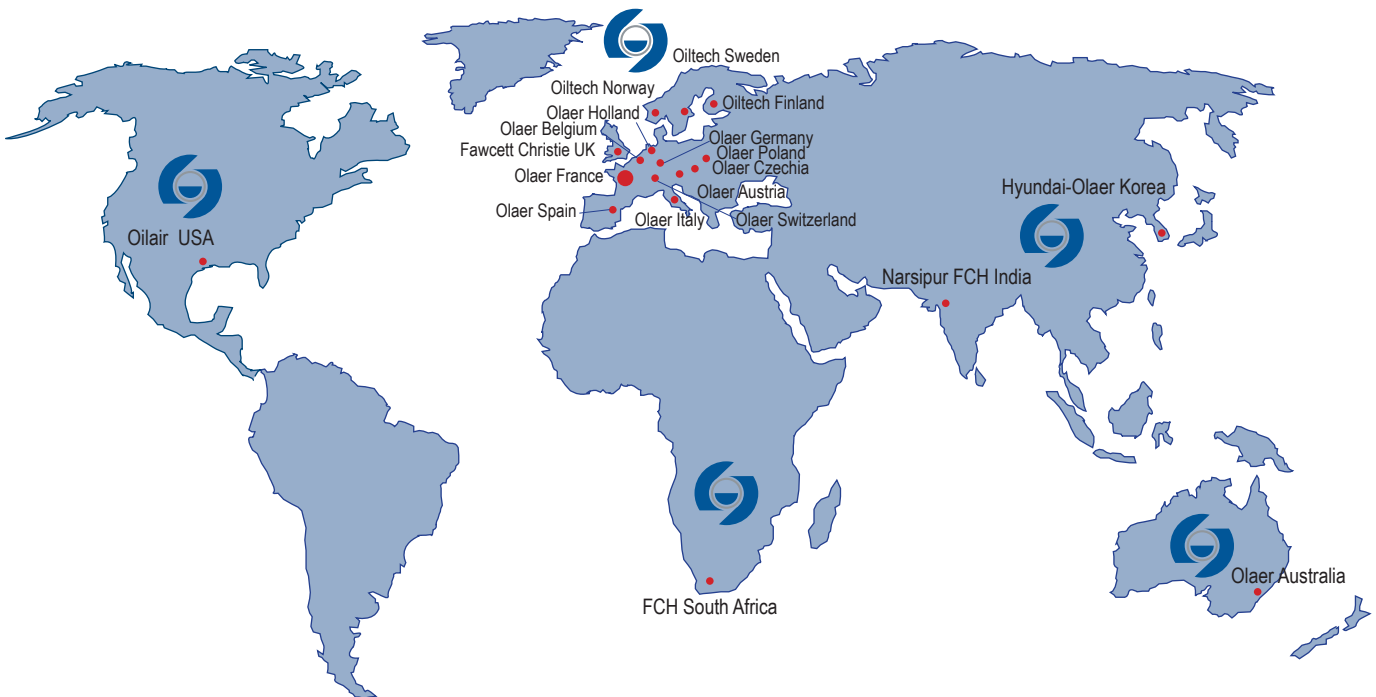 Oiltech Sweden
Oiltech Norway
Oiltech Finland
Olaer Holland
Olaer Belgium
Olaer Germany
Fawcett Christie UK
Olaer Poland
Olaer Czechia
Olaer France
Olaer Austria
Hyundai-Olaer Korea
Olaer Spain
Olaer Italy
Olaer Switzerland
Oilair USA
Narsipur FCH India
Olaer Australia
FCH South Africa